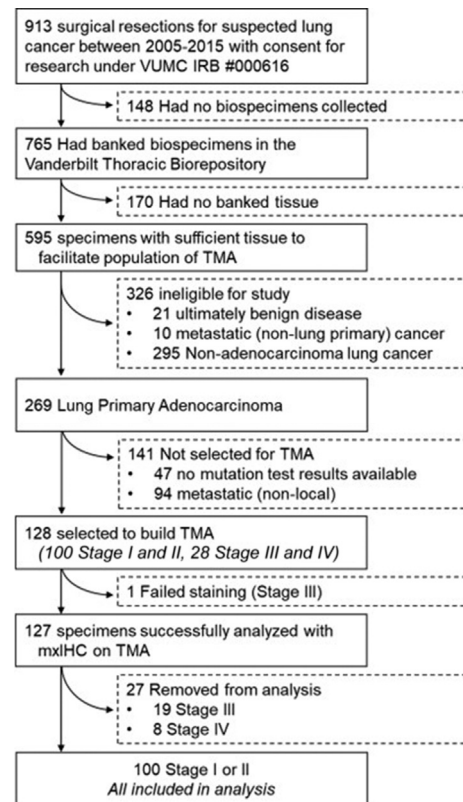 913 surgical resections for suspected lung
cancer between 2005-2015 with consent for
research under VUMC IRB #000616
148 Had no biospecimens collected
765 Had banked biospecimens in the
Vanderbilt Thoracic Biorepository
170 Had no banked tissue
595 specimens with sufficient tissue to
facilitate population of TMA
326 ineligible for study
• 21 ultimately benign disease
• 10 metastatic (non-lung primary) cancer
• 295 Non-adenocarcinoma lung cancer
269 Lung Primary Adenocarcinoma
141 Not selected for TMA
• 47 no mutation test results available
• 94 metastatic (non-local)
128 selected to build TMA
(100 Stage I and II, 28 Stage III and IV)
1 Failed staining (Stage III)
127 specimens successfully analyzed with
mxIHC on TMA
27 Removed from analysis
• 19 Stage III
• 8 Stage IV
100 Stage I or II
All included in analysis